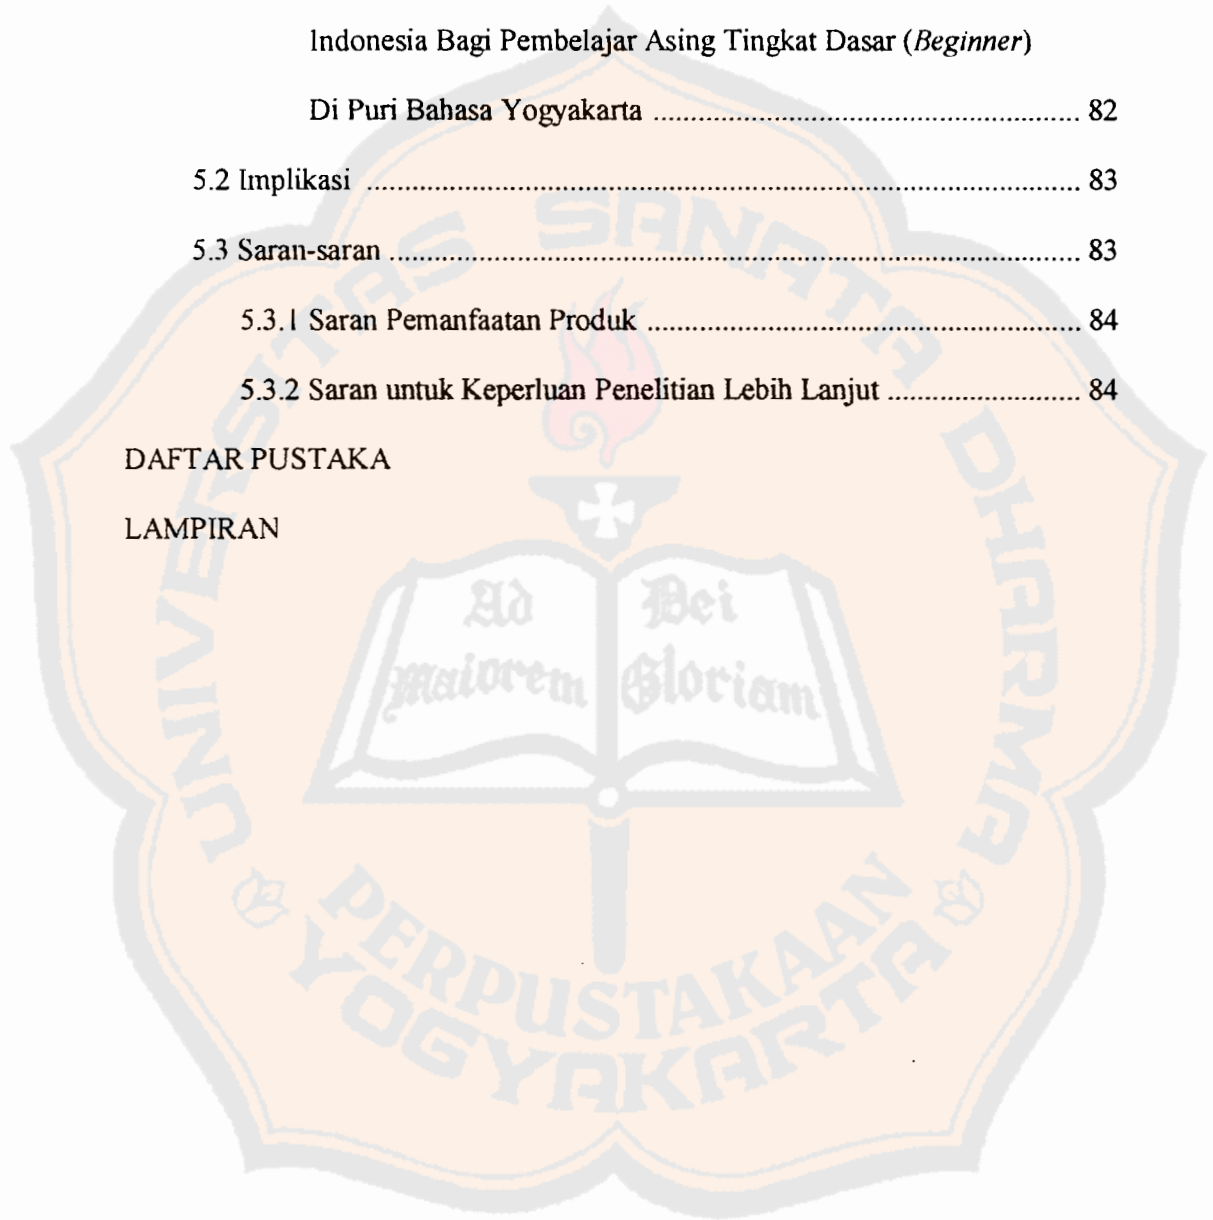 Indonesia Bagi Pembelajar Asing Tingkat Dasar (Beginner)
Di Puri Bahasa Yogyakarta ................................................... 82
5.2 Implikasi ..................................................................................... 83
5.3 Saran-saran .................................................................................. 83
5.3.1 Saran Pemanfaatan Produk .................................................... 84
5.3.2 Saran untuk Keperluan Penelitian Lebih Lanjut ........................ 84
DAFTAR PUSTAKA
LAMPIRAN
UNIVERSITAS SANATA DHARMA
Ad Dei
Maiorem Gloriam
PERPUSTAKAAN
YOGYAKARTA